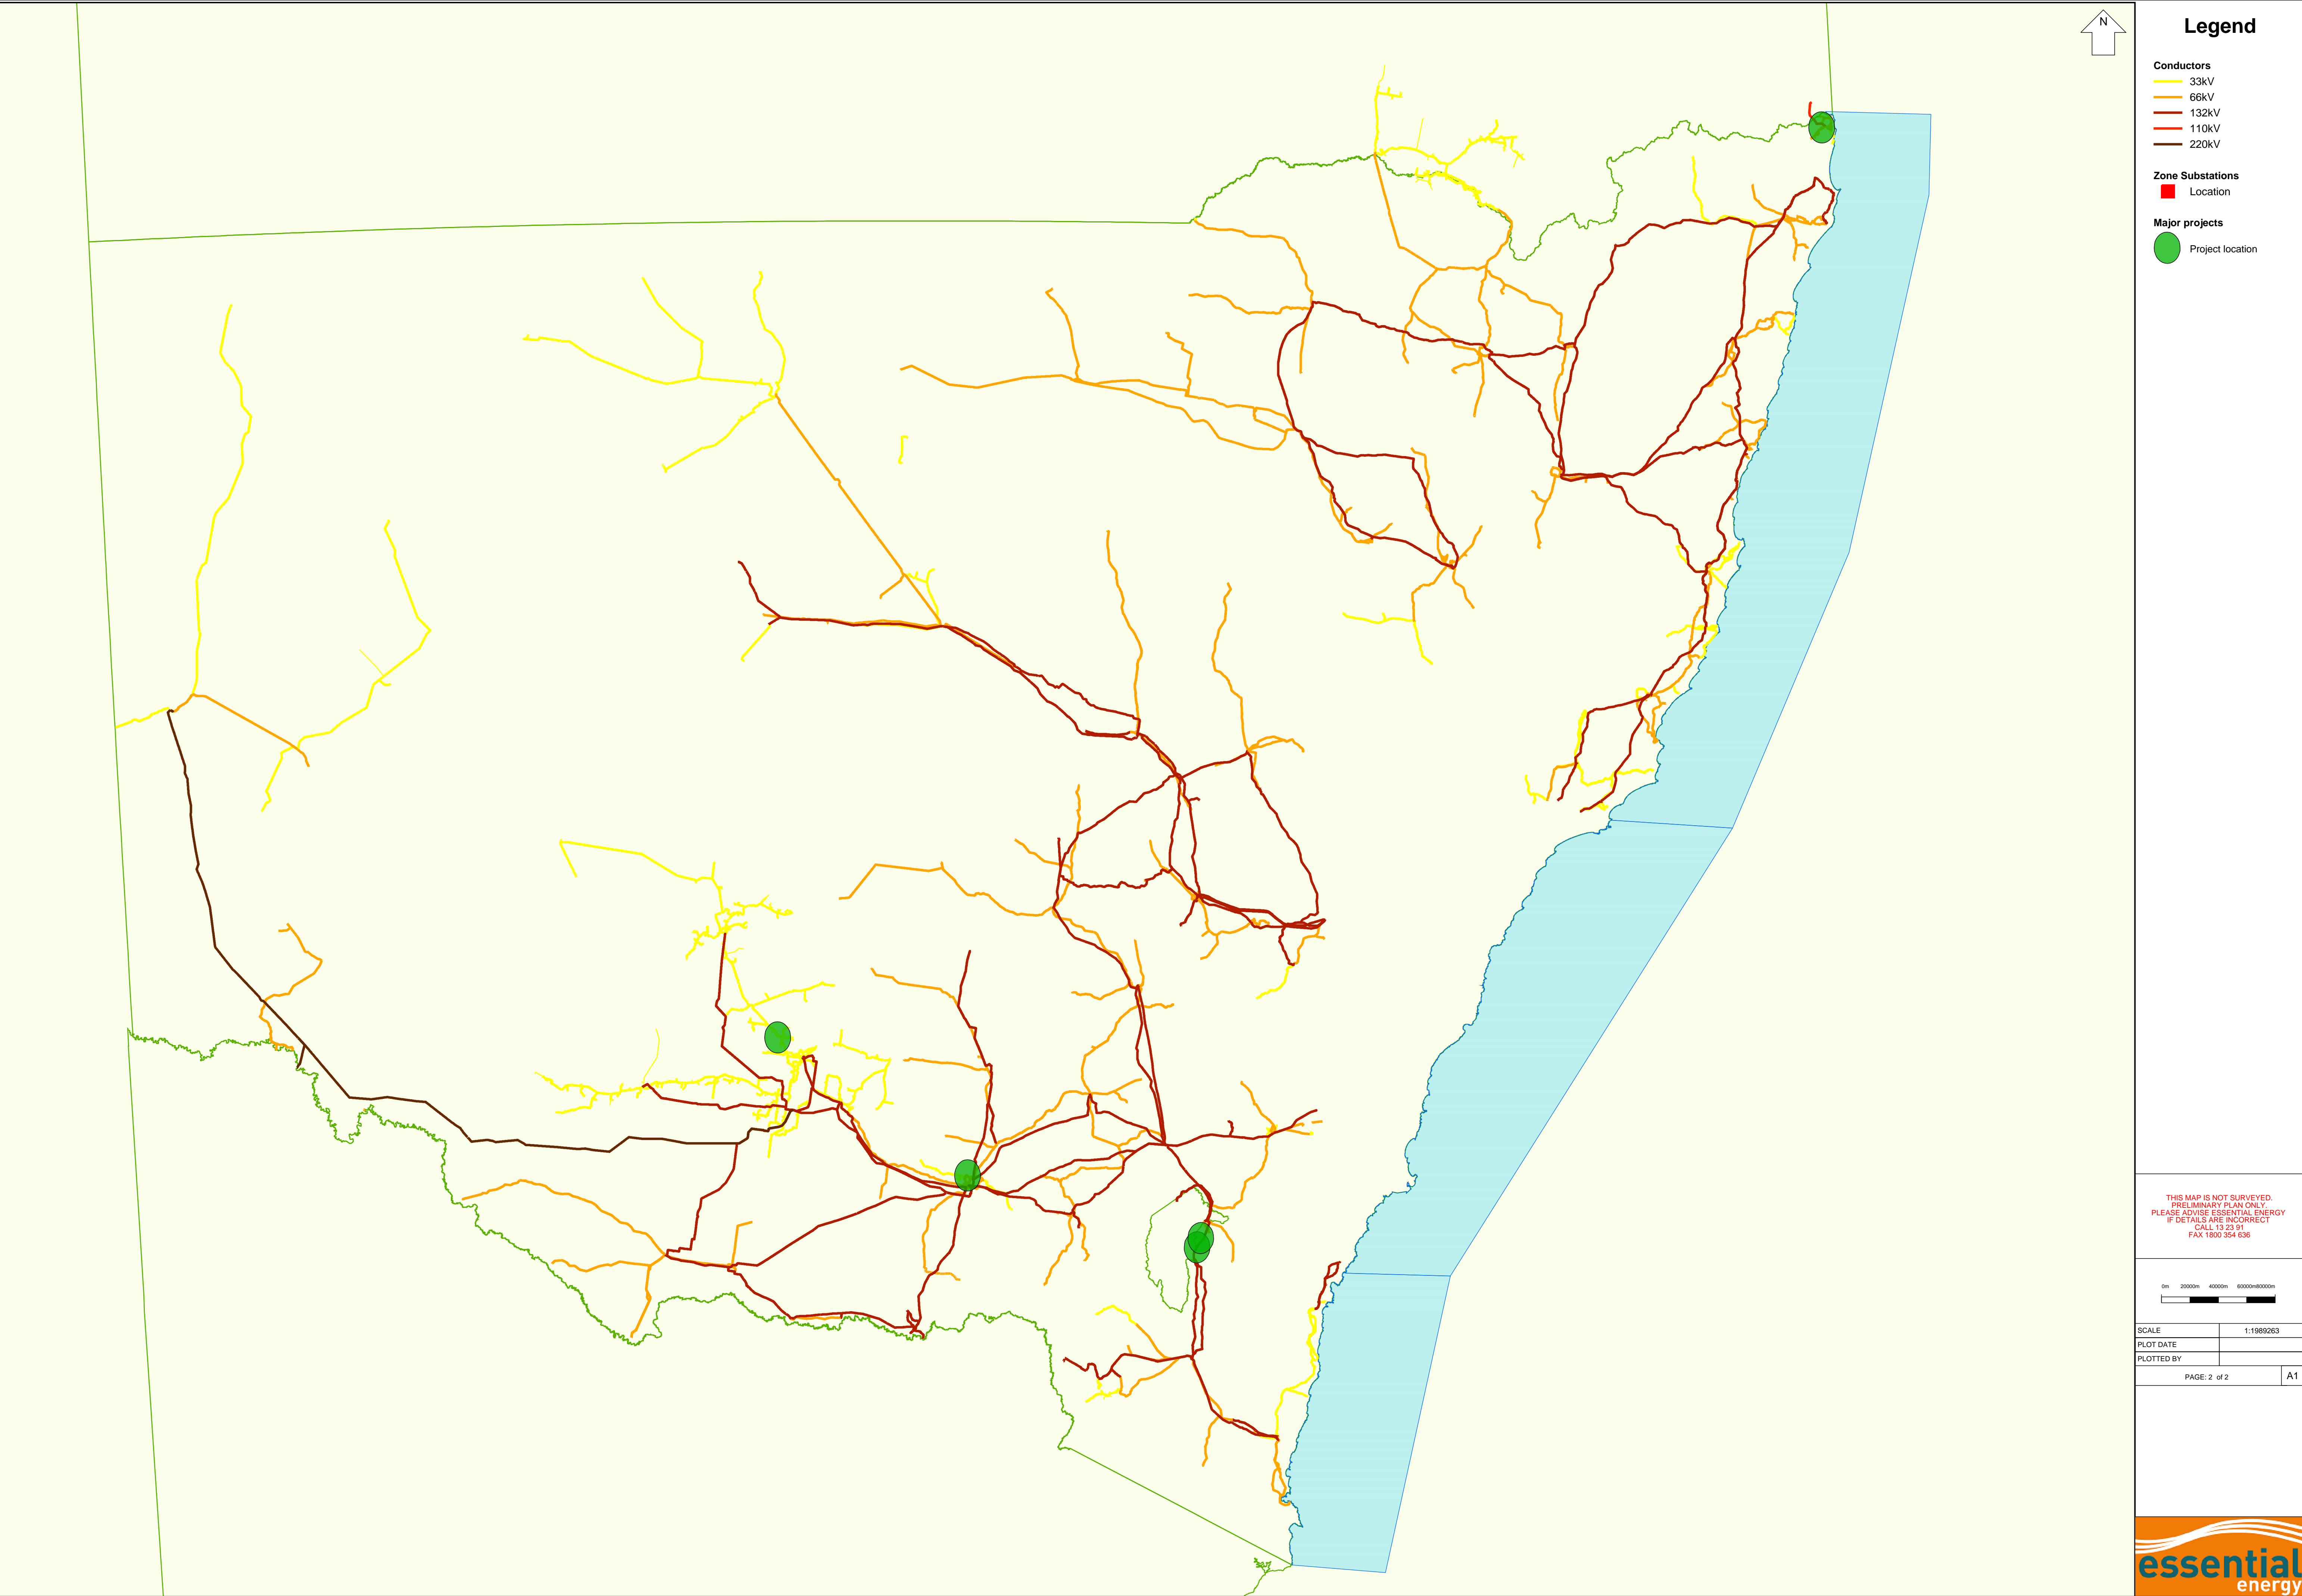 N
Legend
Conductors
33kV
66kV
132kV
110kV
220kV
Zone Substations
Location
Major projects
Project location
THIS MAP IS NOT SURVEYED.
PRELIMINARY PLAN ONLY.
PLEASE ADVISE ESSENTIAL ENERGY
IF DETAILS ARE INCORRECT
CALL 13 23 91
FAX 1800 354 636
0m 20000m 40000m 60000m80000m
SCALE 1:1989263
PLOT DATE
PLOTTED BY
PAGE: 2 of 2 A1
essential
energy